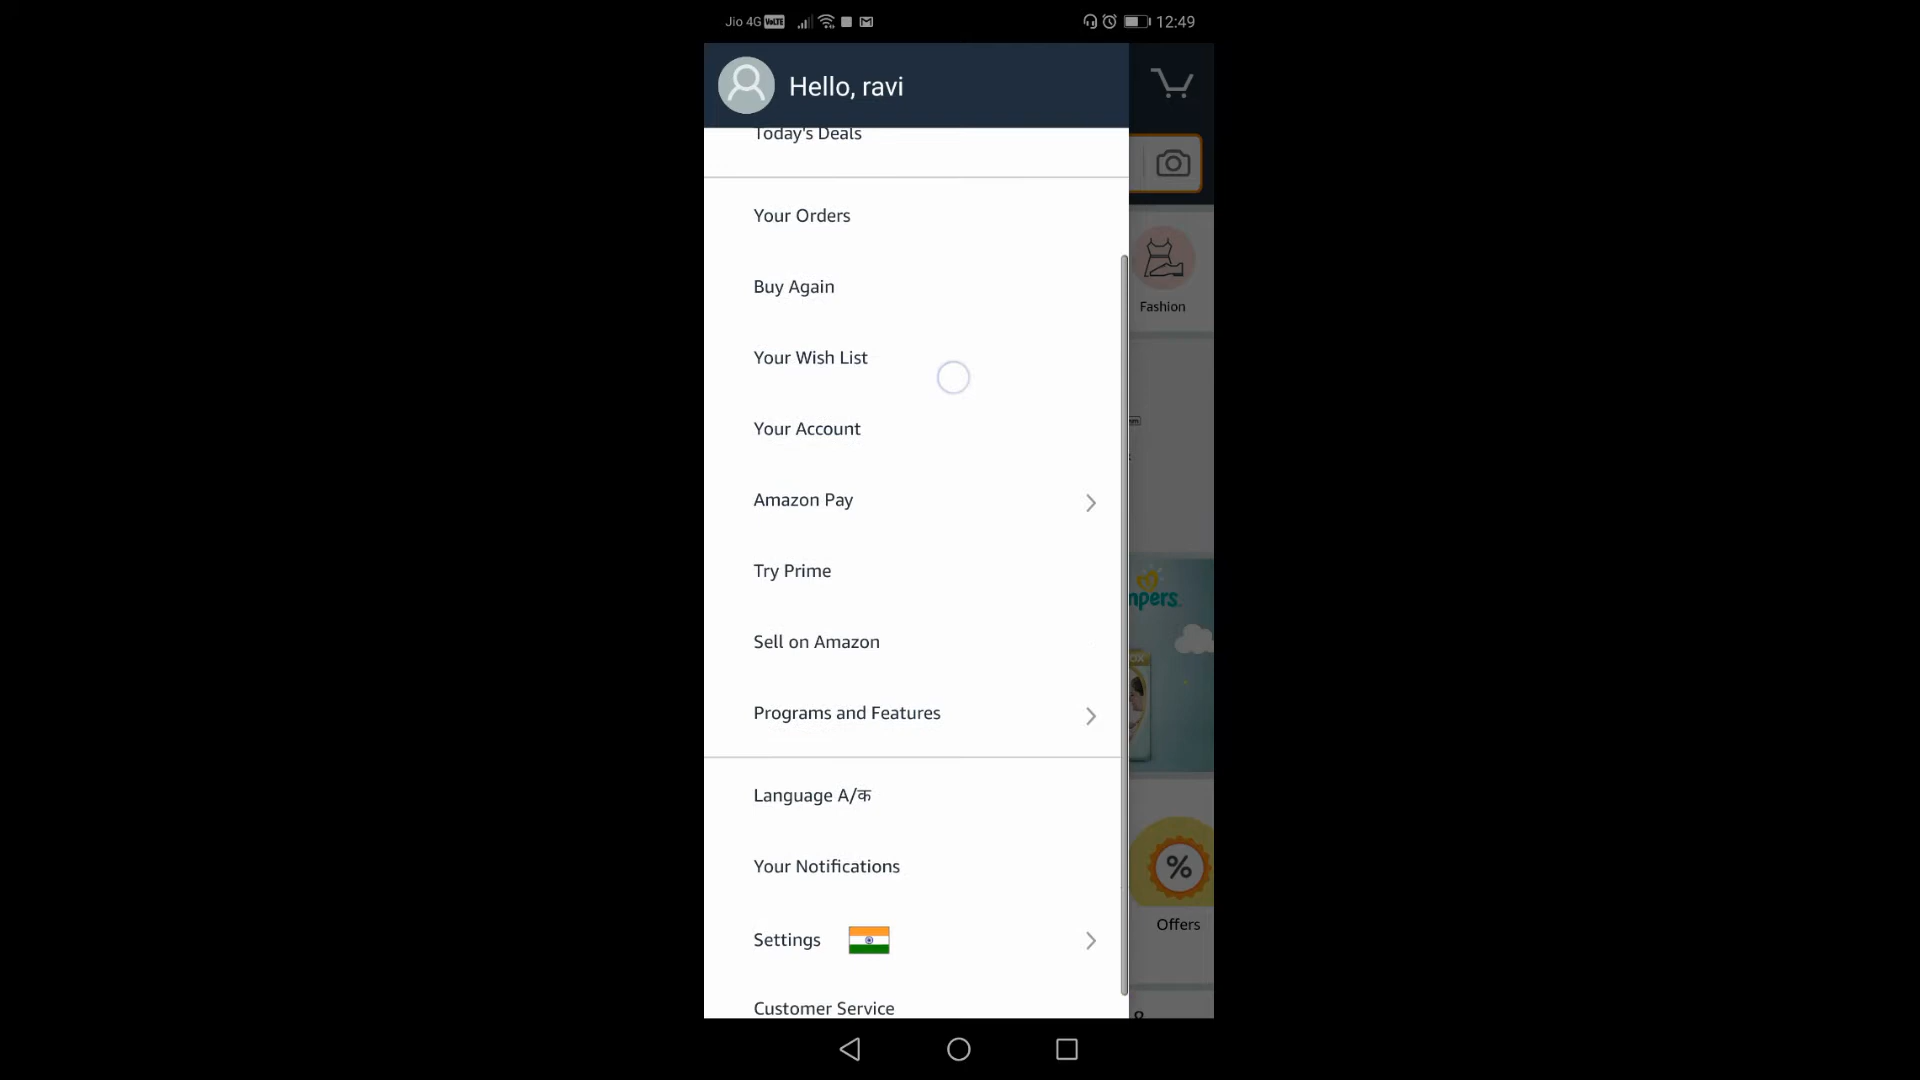 Jio 4G VoLTE 12:49
Hello, ravi
Today's Deals
Your Orders
Buy Again
Fashion
Your Wish List
Your Account
Amazon Pay
Try Prime
mpers
Sell on Amazon
Programs and Features
Language A/क
Your Notifications
%
Offers
Settings
Customer Service